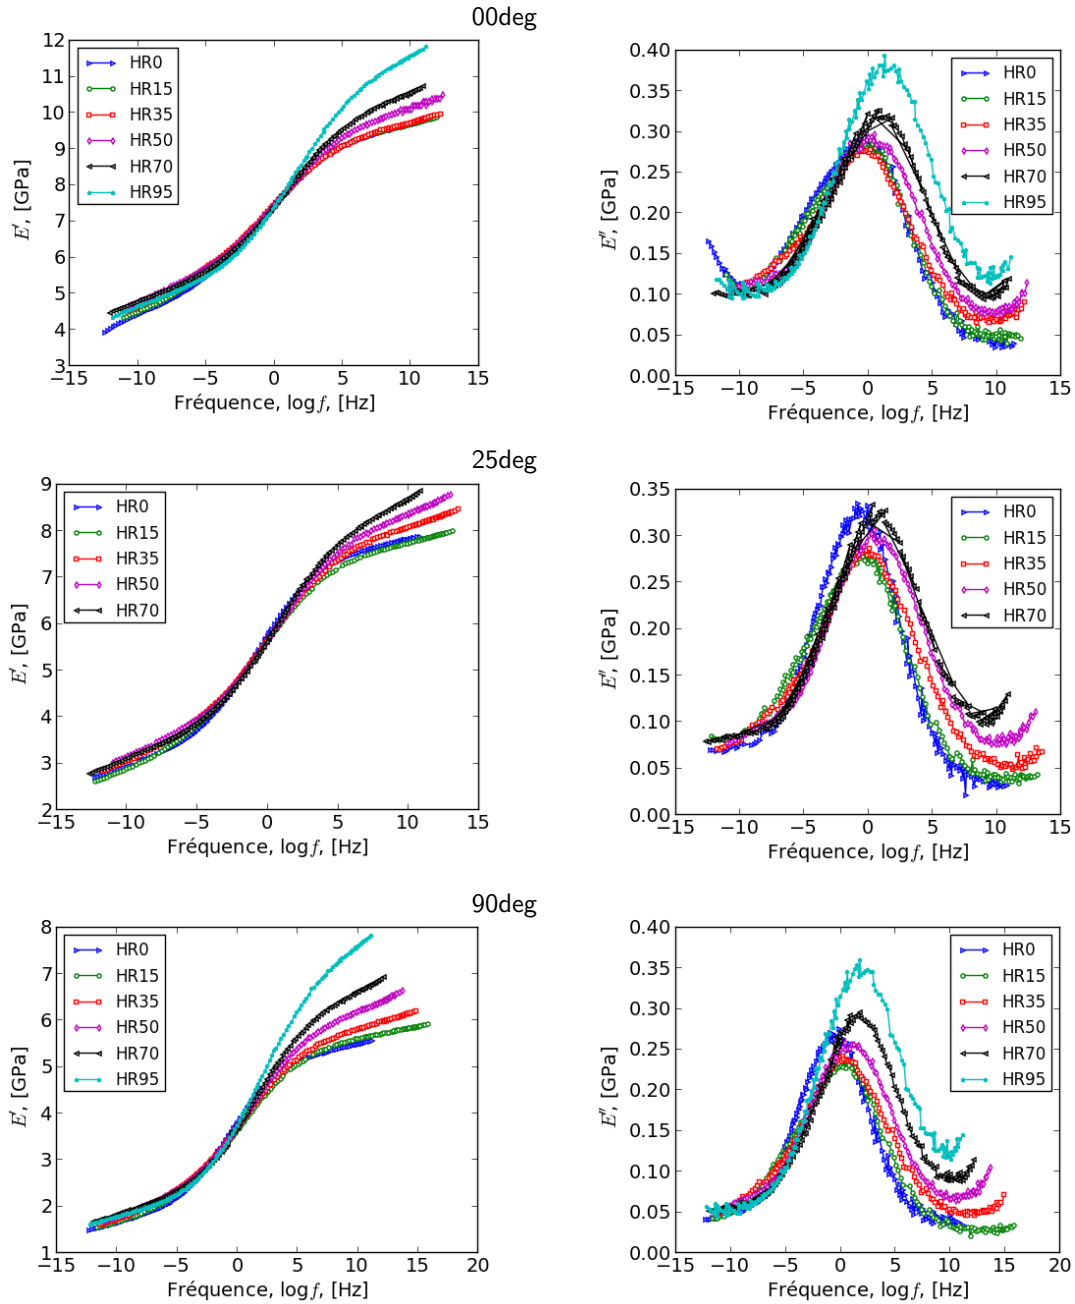 00deg
12
11
10
9
8
7
6
5
4
3
E′, [GPa]
HR0
HR15
HR35
HR50
HR70
HR95
−15
−10
−5
0
5
10
15
Fréquence, log f, [Hz]
0.40
0.35
0.30
0.25
0.20
0.15
0.10
0.05
0.00
E″, [GPa]
HR0
HR15
HR35
HR50
HR70
HR95
−15
−10
−5
0
5
10
15
Fréquence, log f, [Hz]
25deg
9
8
7
6
5
4
3
2
E′, [GPa]
HR0
HR15
HR35
HR50
HR70
−15
−10
−5
0
5
10
15
Fréquence, log f, [Hz]
0.35
0.30
0.25
0.20
0.15
0.10
0.05
0.00
E″, [GPa]
HR0
HR15
HR35
HR50
HR70
−15
−10
−5
0
5
10
15
Fréquence, log f, [Hz]
90deg
8
7
6
5
4
3
2
1
E′, [GPa]
HR0
HR15
HR35
HR50
HR70
HR95
−15
−10
−5
0
5
10
15
20
Fréquence, log f, [Hz]
0.40
0.35
0.30
0.25
0.20
0.15
0.10
0.05
0.00
E″, [GPa]
HR0
HR15
HR35
HR50
HR70
HR95
−15
−10
−5
0
5
10
15
20
Fréquence, log f, [Hz]